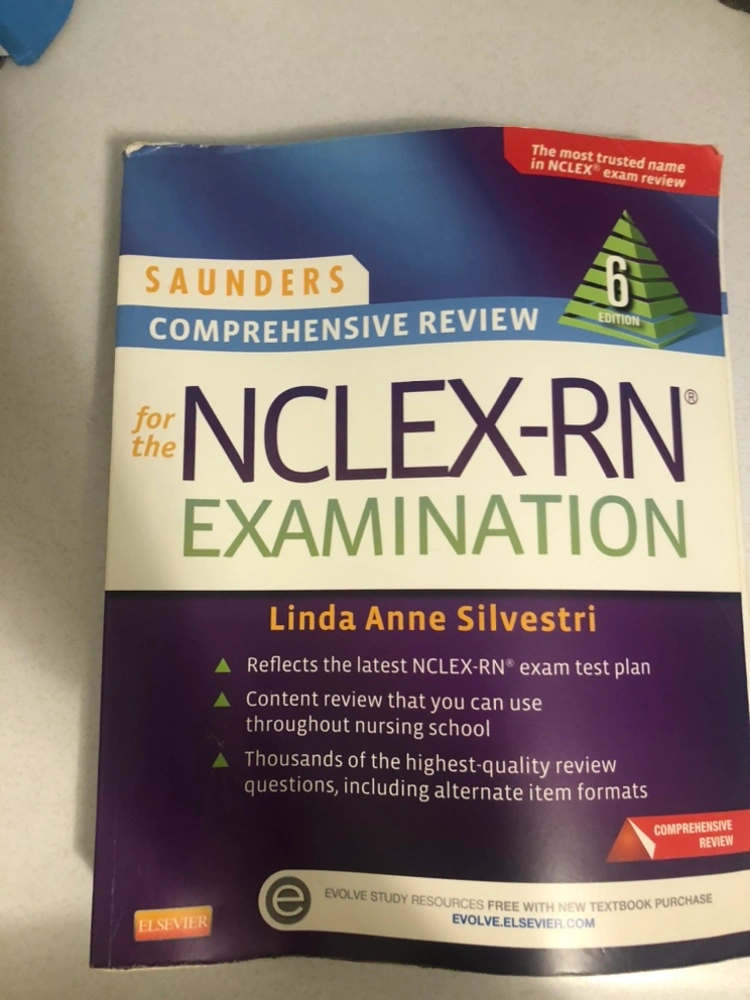 The most trusted name
in NCLEX® exam review
SAUNDERS
6
EDITION
COMPREHENSIVE REVIEW
for
the
NCLEX-RN®
EXAMINATION
Linda Anne Silvestri
Reflects the latest NCLEX-RN® exam test plan
Content review that you can use
throughout nursing school
Thousands of the highest-quality review
questions, including alternate item formats
COMPREHENSIVE
REVIEW
e
EVOLVE STUDY RESOURCES FREE WITH NEW TEXTBOOK PURCHASE
EVOLVE.ELSEVIER.COM
ELSEVIER